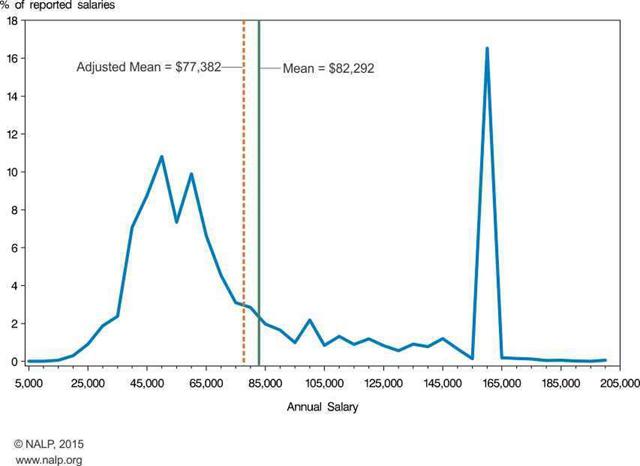 % of reported salaries
18
16
14
12
10
8
6
4
2
0
Adjusted Mean = $77,382
Mean = $82,292
5,000 25,000 45,000 65,000 85,000 105,000 125,000 145,000 165,000 185,000 205,000
Annual Salary
© NALP, 2015
www.nalp.org